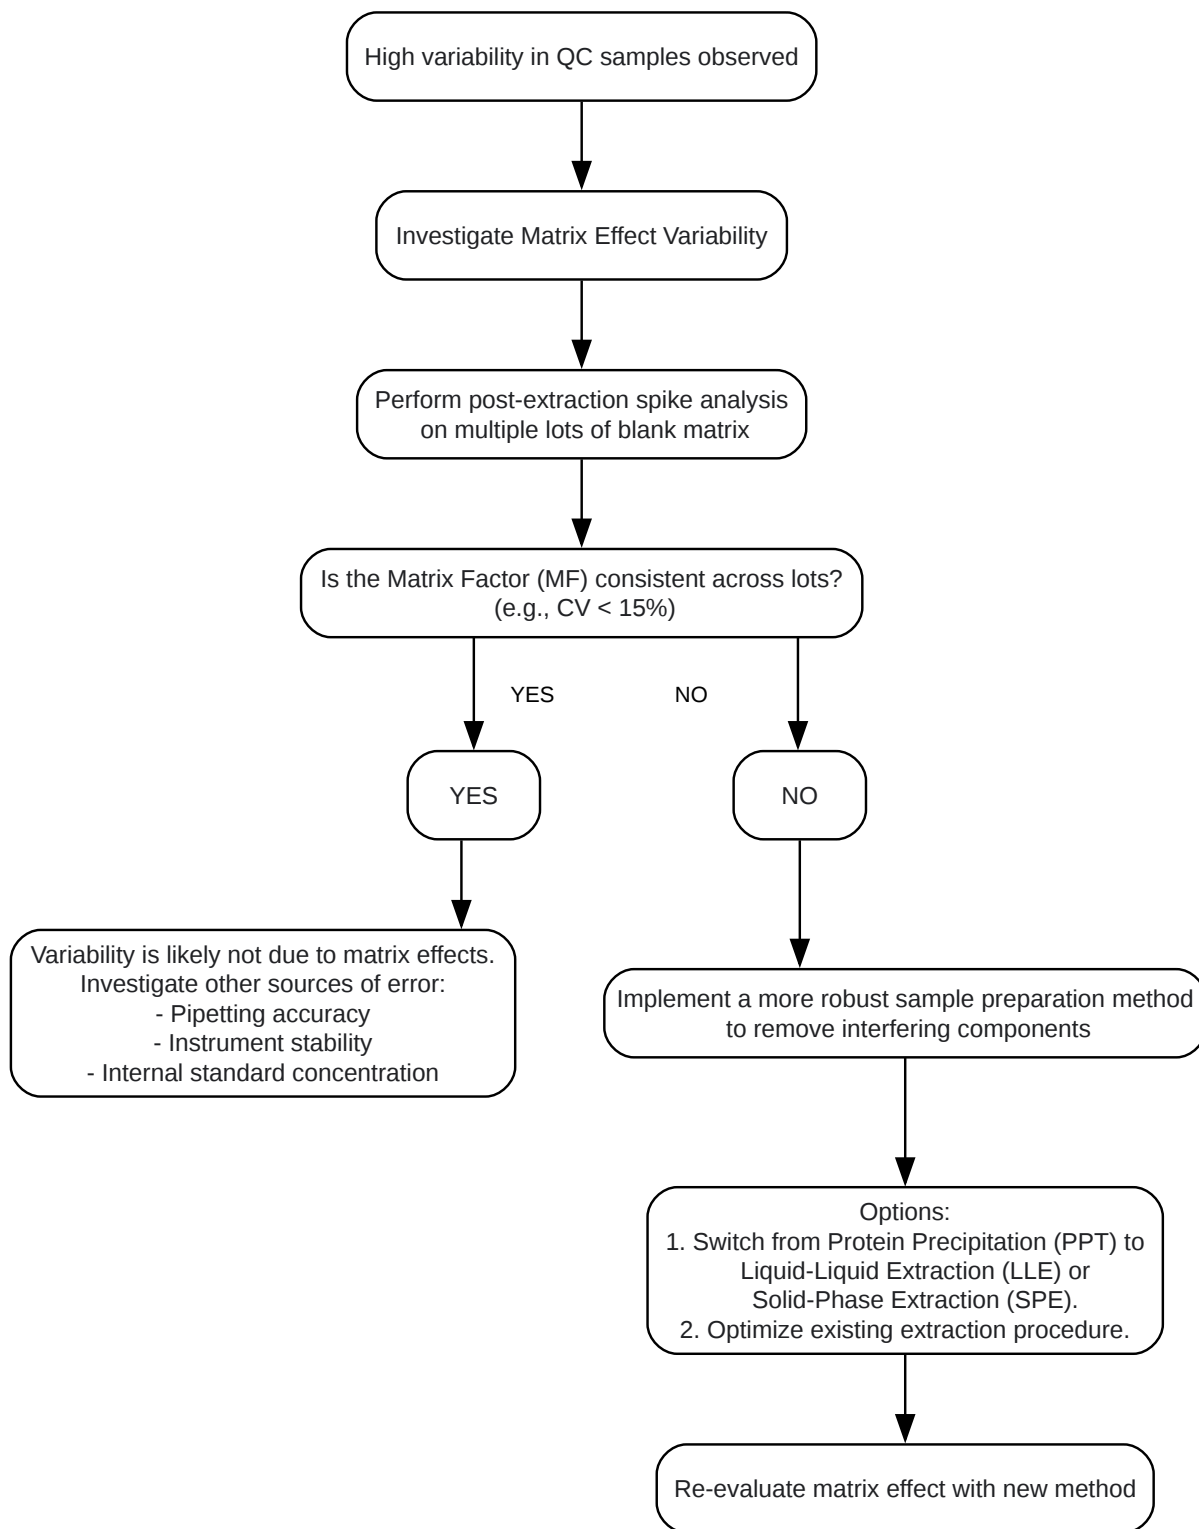 High variability in QC samples observed
Investigate Matrix Effect Variability
Perform post-extraction spike analysis
on multiple lots of blank matrix
Is the Matrix Factor (MF) consistent across lots?
(e.g., CV < 15%)
YES
NO
YES
NO
Variability is likely not due to matrix effects.
Investigate other sources of error:
- Pipetting accuracy
- Instrument stability
- Internal standard concentration
Implement a more robust sample preparation method
to remove interfering components
Options:
1. Switch from Protein Precipitation (PPT) to
Liquid-Liquid Extraction (LLE) or
Solid-Phase Extraction (SPE).
2. Optimize existing extraction procedure.
Re-evaluate matrix effect with new method